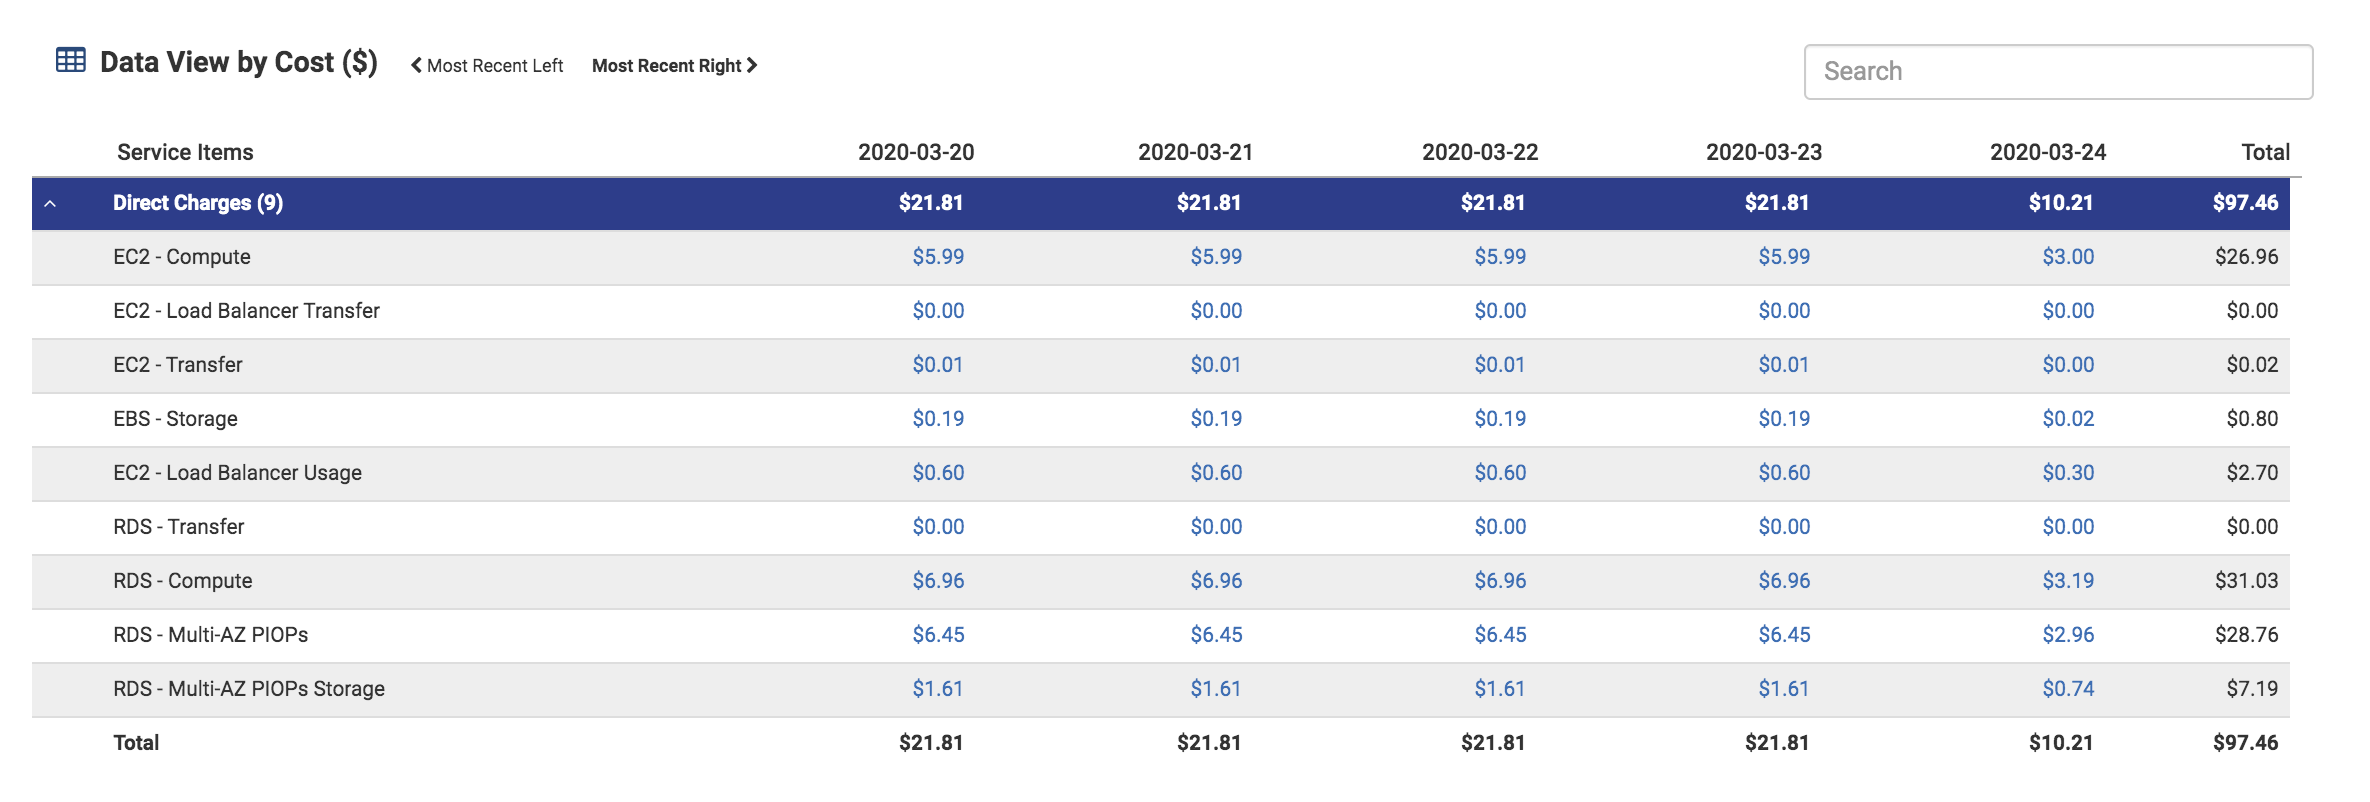 Data View by Cost ($) Most Recent Left Most Recent Right
Search
Service Items 2020-03-20 2020-03-21 2020-03-22 2020-03-23 2020-03-24 Total
Direct Charges (9) $21.81 $21.81 $21.81 $21.81 $10.21 $97.46
EC2 - Compute $5.99 $5.99 $5.99 $5.99 $3.00 $26.96
EC2 - Load Balancer Transfer $0.00 $0.00 $0.00 $0.00 $0.00 $0.00
EC2 - Transfer $0.01 $0.01 $0.01 $0.01 $0.00 $0.02
EBS - Storage $0.19 $0.19 $0.19 $0.19 $0.02 $0.80
EC2 - Load Balancer Usage $0.60 $0.60 $0.60 $0.60 $0.30 $2.70
RDS - Transfer $0.00 $0.00 $0.00 $0.00 $0.00 $0.00
RDS - Compute $6.96 $6.96 $6.96 $6.96 $3.19 $31.03
RDS - Multi-AZ PIOPs $6.45 $6.45 $6.45 $6.45 $2.96 $28.76
RDS - Multi-AZ PIOPs Storage $1.61 $1.61 $1.61 $1.61 $0.74 $7.19
Total $21.81 $21.81 $21.81 $21.81 $10.21 $97.46